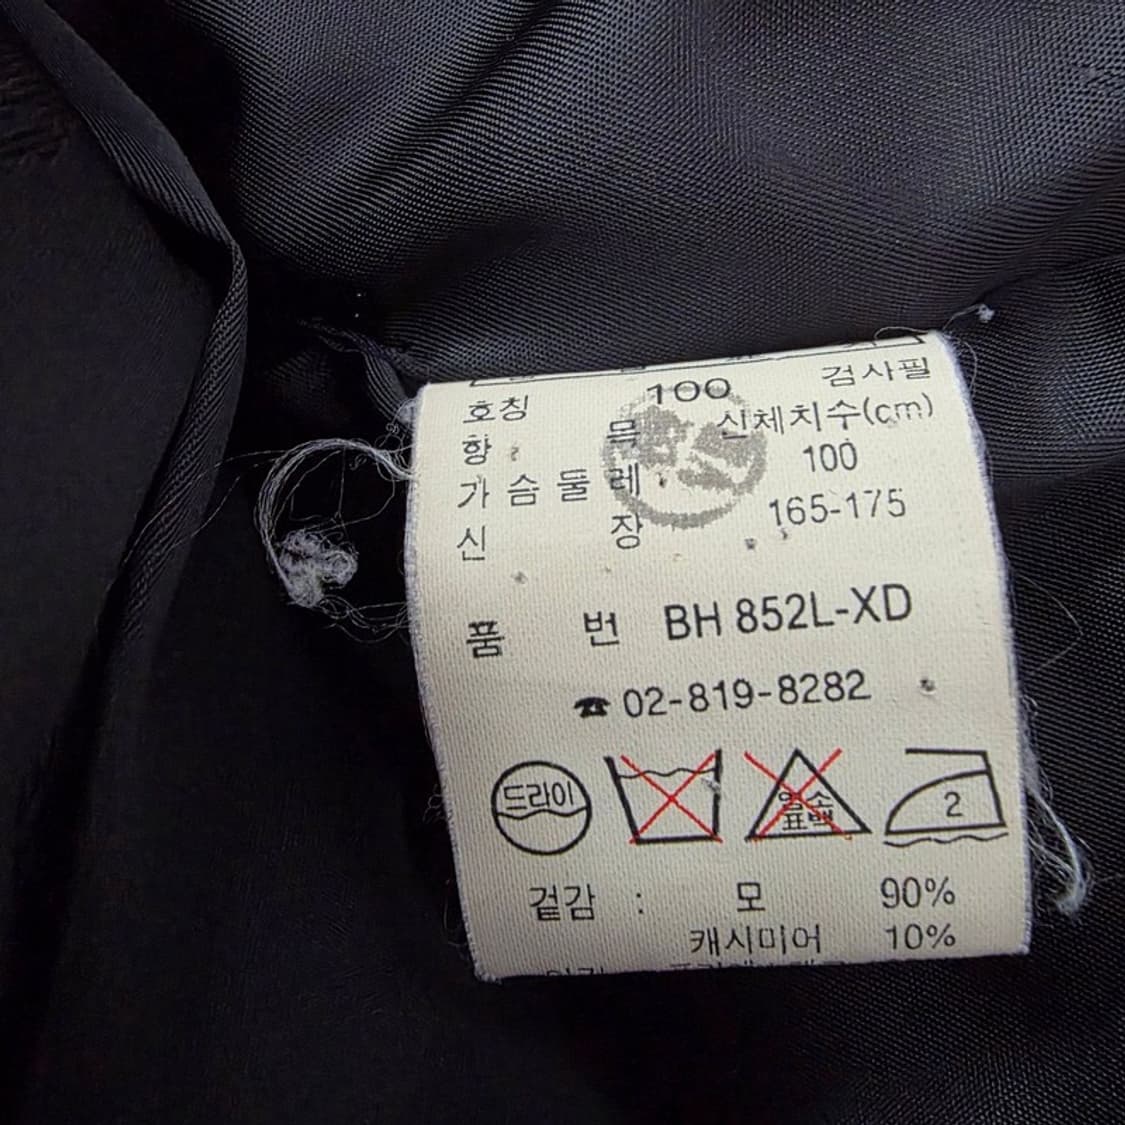 검사필
호칭 100
항 목 신체치수(cm)
가슴둘레 100
신 장 165-175
품 번 BH 852L-XD
☎ 02-819-8282
드라이
염소
표백
2
겉감 : 모 90%
캐시미어 10%